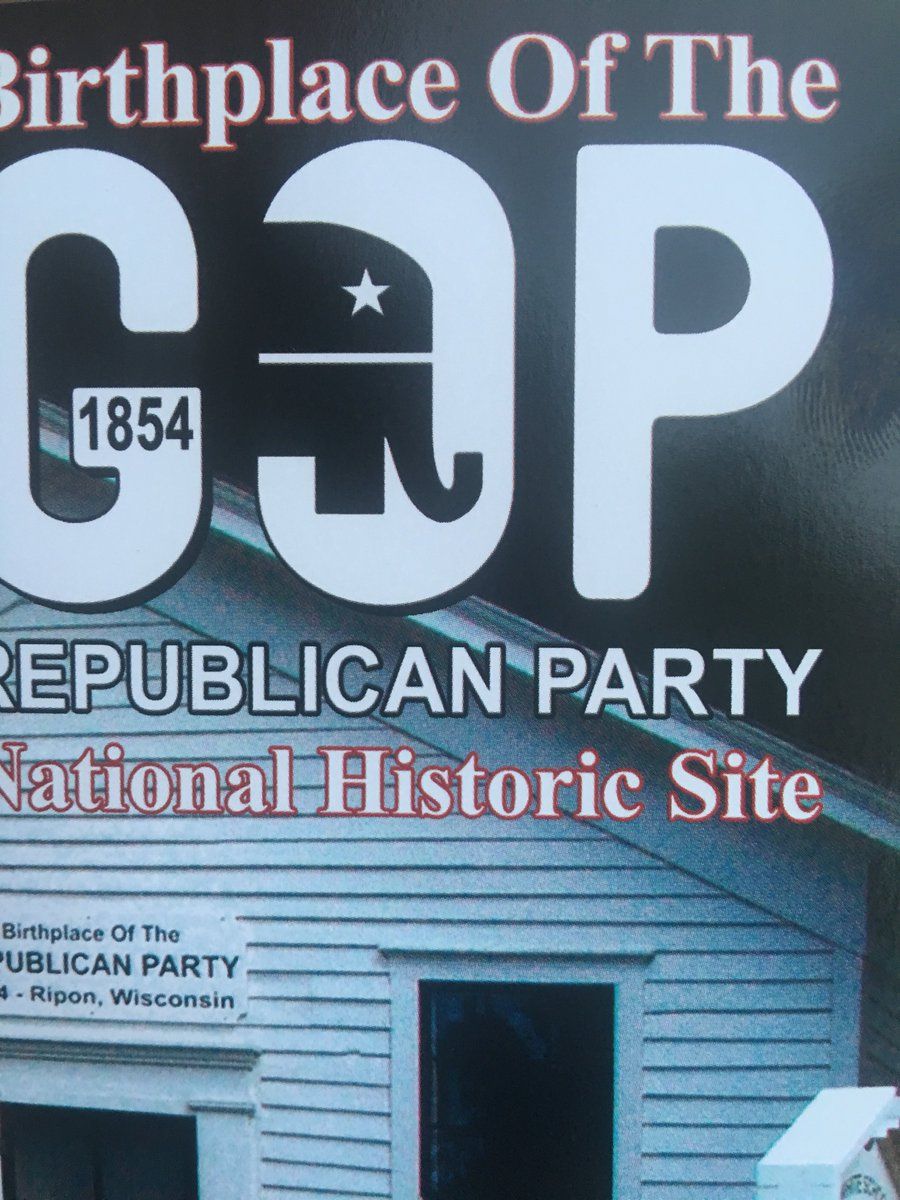 Birthplace Of The
GOP
1854
REPUBLICAN PARTY
National Historic Site
Birthplace Of The
PUBLICAN PARTY
4 - Ripon, Wisconsin